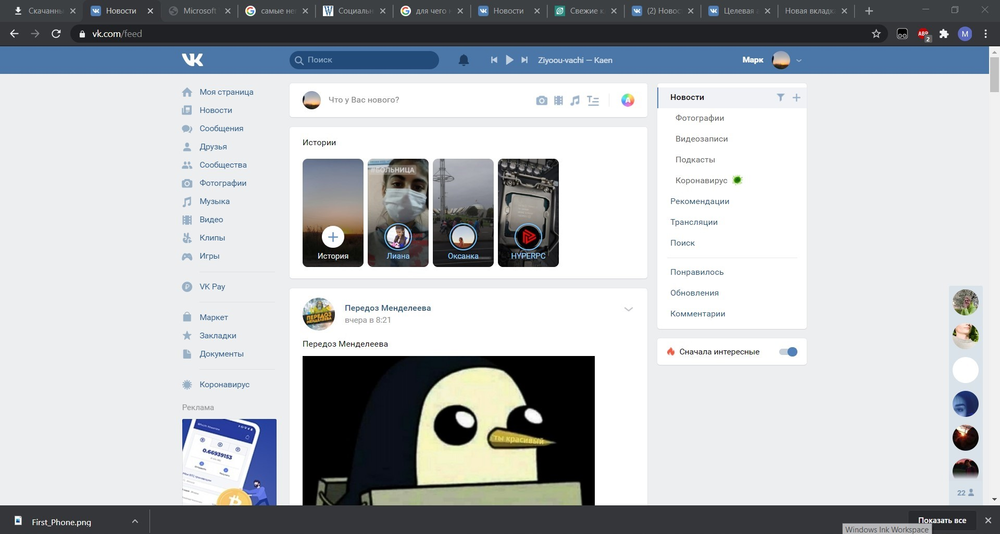 Скачанны
Новости
Microsoft
самые не
Социальн
для чего
Новости
Свежие к
(2) Новос
Целевая
Новая вкладк
vk.com/feed
ABP
2
M
Поиск
Ziyoou-vachi — Kaen
Марк
Моя страница
Новости
Сообщения
Друзья
Сообщества
Фотографии
Музыка
Видео
Клипы
Игры
VK Pay
Маркет
Закладки
Документы
Коронавирус
Реклама
0.66939153
Что у Вас нового?
Истории
#БОЛЬНИЦА
История
Лиана
Оксанка
HYPERPC
ПЕРЕДОЗ
МЕНДЕЛЕЕВА
Передоз Менделеева
вчера в 8:21
Передоз Менделеева
ты красивый
Новости
Фотографии
Видеозаписи
Подкасты
Коронавирус
Рекомендации
Трансляции
Поиск
Понравилось
Обновления
Комментарии
Сначала интересные
22
First_Phone.png
Показать все
Windows Ink Workspace